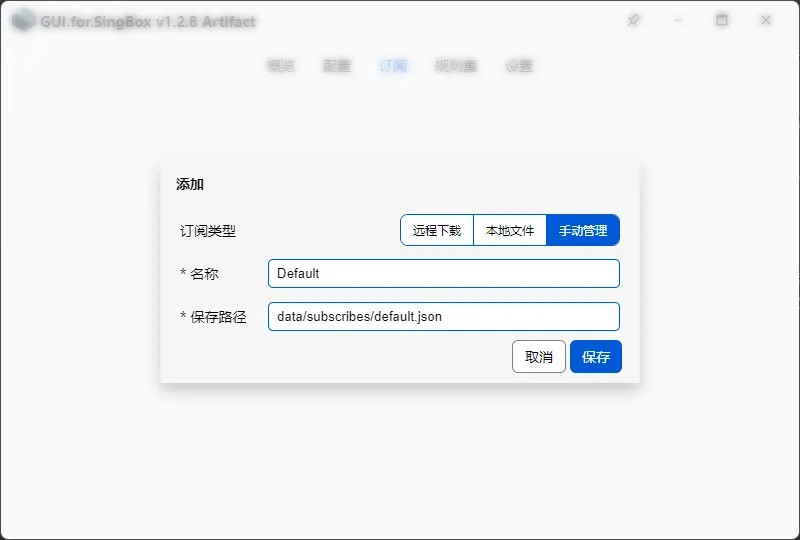 GUI.for.SingBox v1.2.8 Artifact
概览 配置 订阅 规则集 设置
添加
订阅类型 远程下载 本地文件 手动管理
* 名称 Default
* 保存路径 data/subscribes/default.json
取消 保存